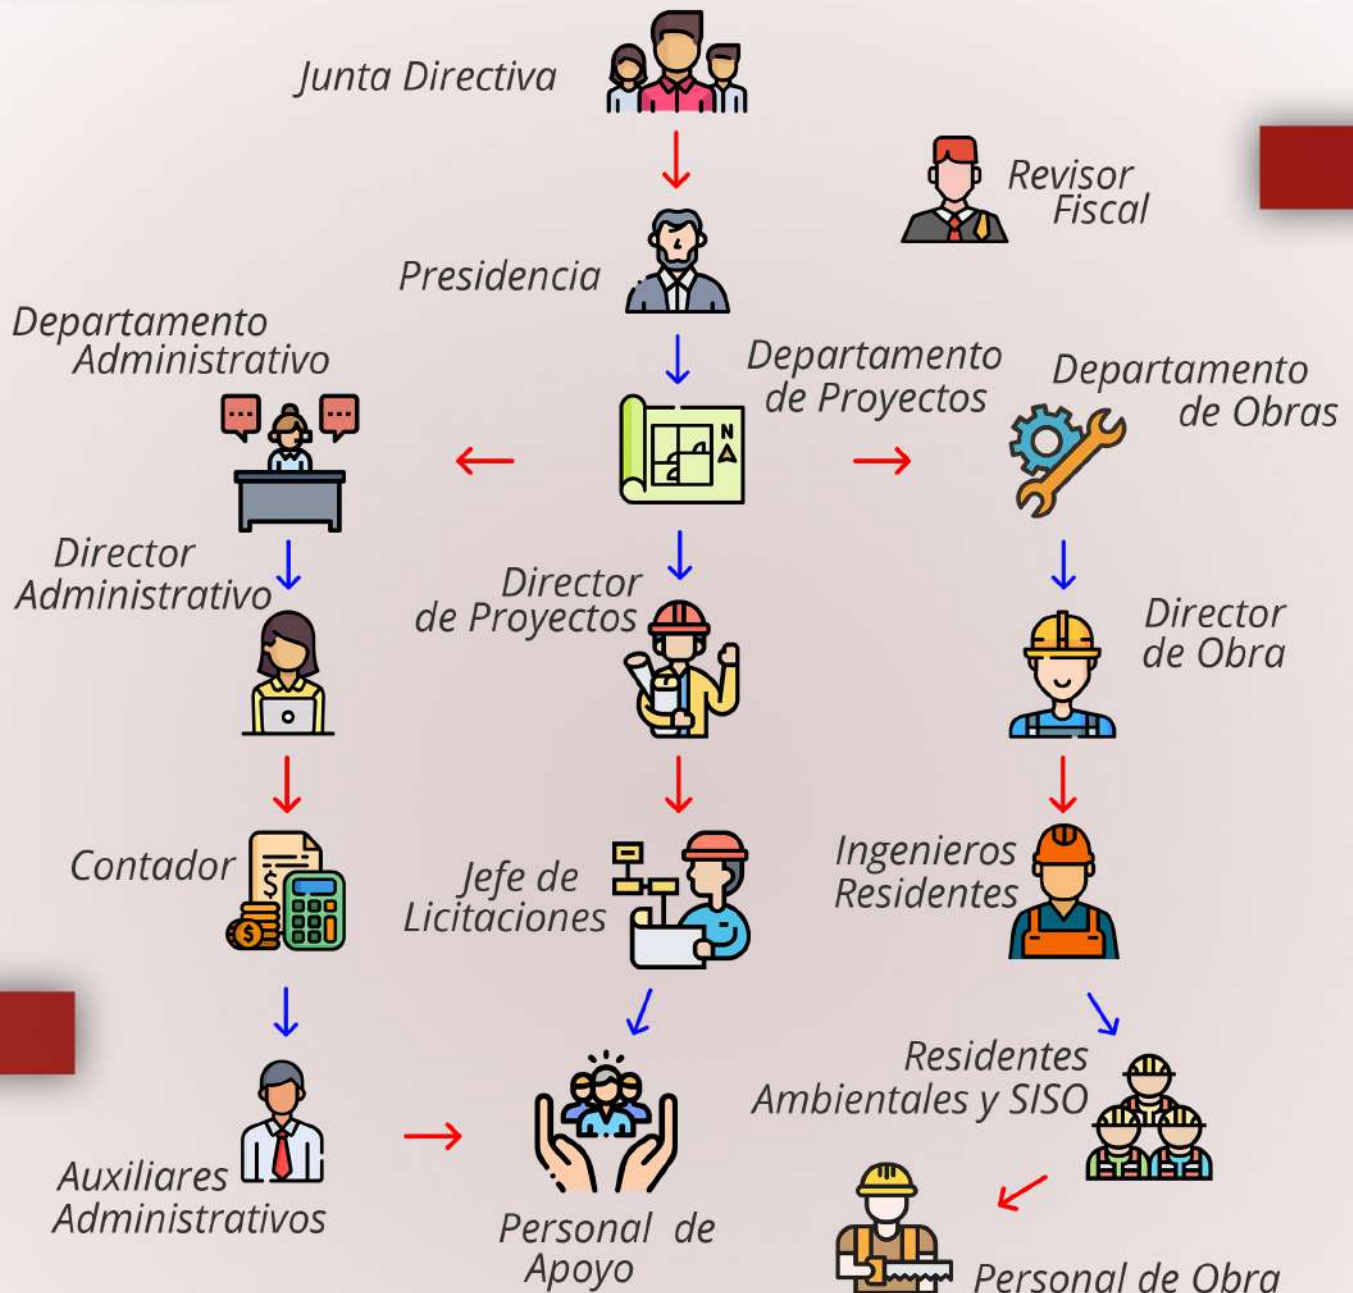 Junta Directiva
Revisor
Fiscal
Presidencia
Departamento
Administrativo
Departamento
de Proyectos
Departamento
de Obras
N
Director
Administrativo
Director
de Proyectos
Director
de Obra
Contador
$
$
Jefe de
Licitaciones
Ingenieros
Residentes
Auxiliares
Administrativos
Personal de
Apoyo
Residentes
Ambientales y SISO
Personal de Obra